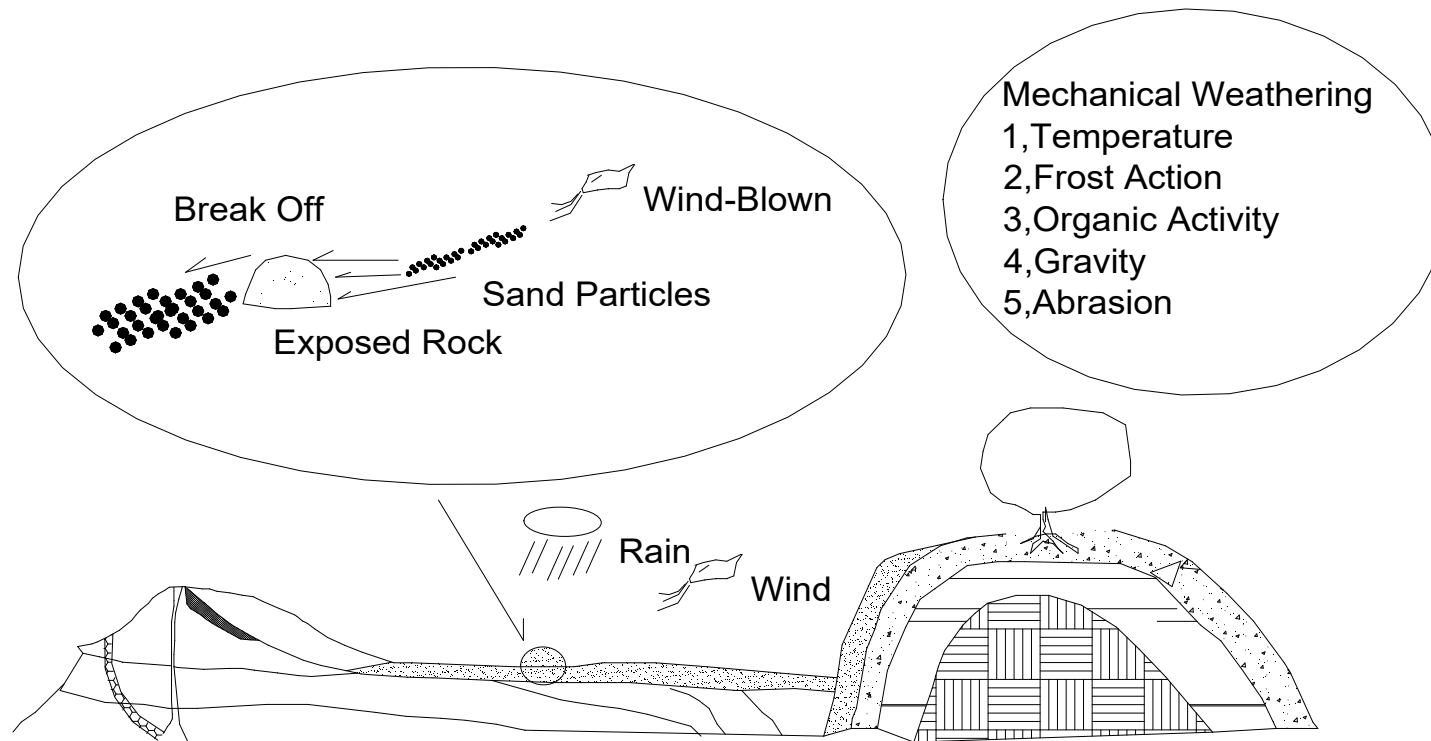 Mechanical Weathering
1,Temperature
2,Frost Action
3,Organic Activity
4,Gravity
5,Abrasion
Wind-Blown
Break Off
Sand Particles
Exposed Rock
Rain
Wind